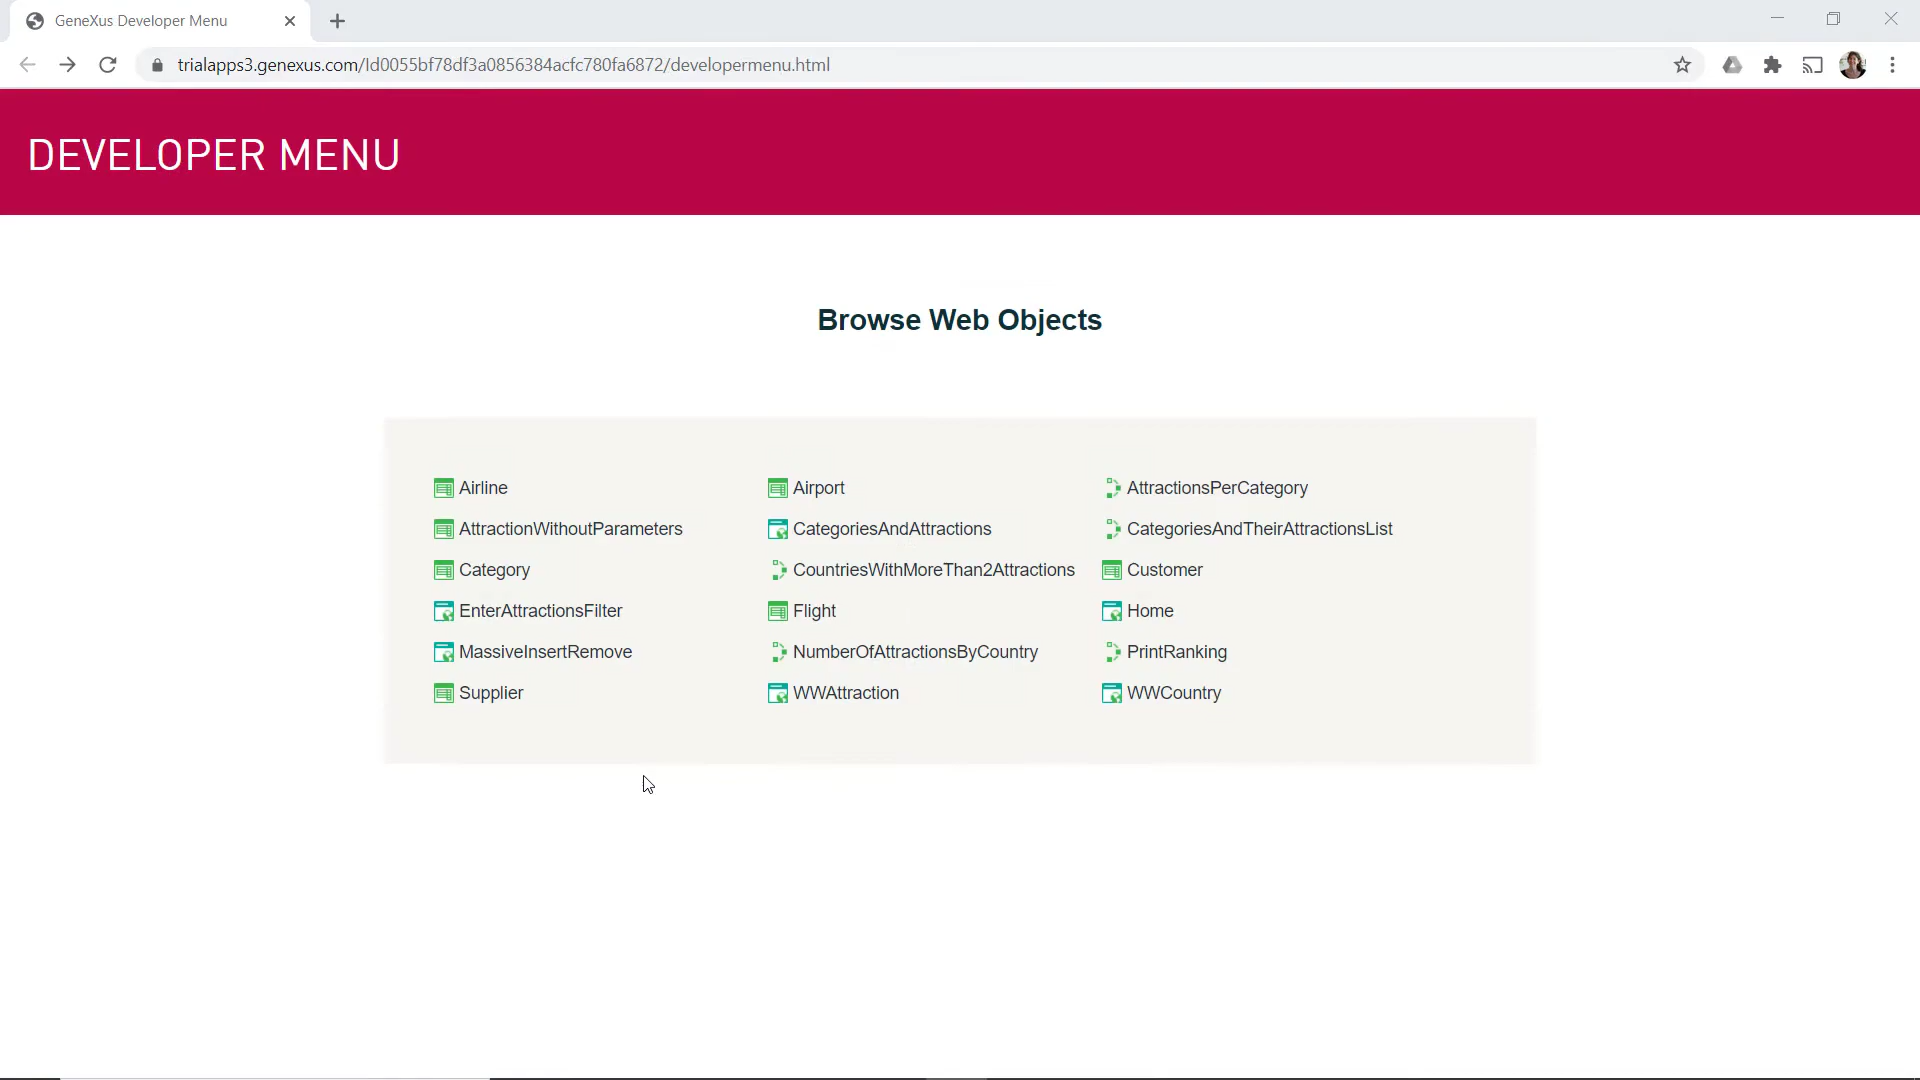 GeneXus Developer Menu
trialapps3.genexus.com/Id0055bf78df3a0856384acfc780fa6872/developermenu.html
DEVELOPER MENU
Browse Web Objects
Airline Airport AttractionsPerCategory
AttractionWithoutParameters CategoriesAndAttractions CategoriesAndTheirAttractionsList
Category CountriesWithMoreThan2Attractions Customer
EnterAttractionsFilter Flight Home
MassiveInsertRemove NumberOfAttractionsByCountry PrintRanking
Supplier WWAttraction WWCountry